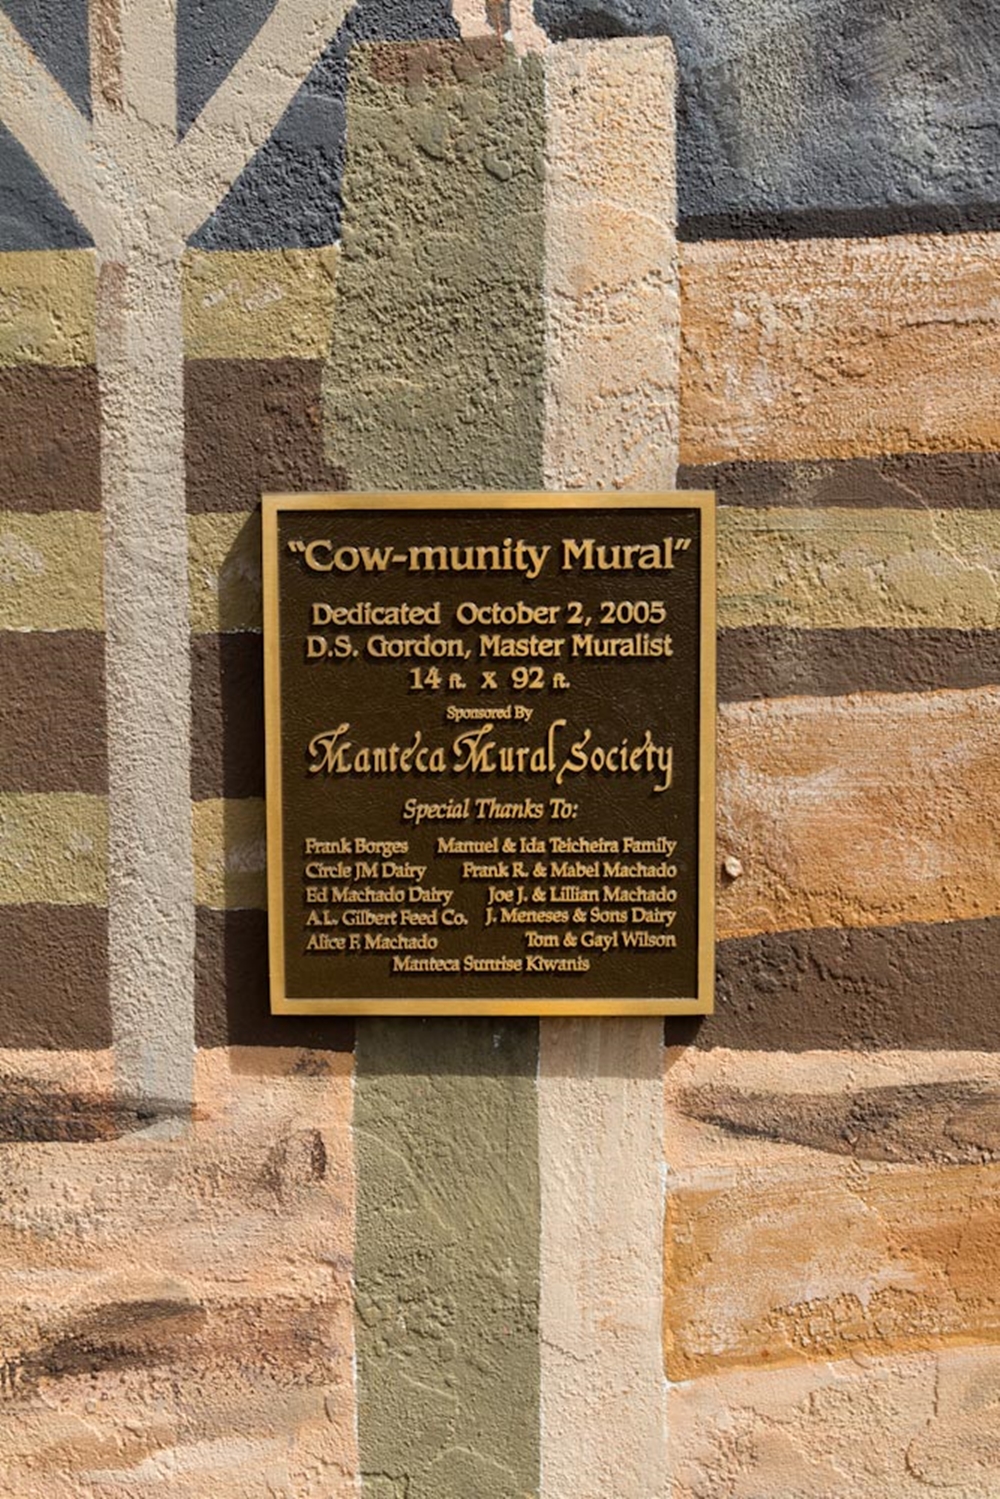 "Cow-munity Mural"
Dedicated October 2, 2005
D.S. Gordon, Master Muralist
14 ft. x 92 ft.
Sponsored By
Manteca Mural Society
Special Thanks To:
Frank Borges Manuel & Ida Teicheira Family
Circle JM Dairy Frank R. & Mabel Machado
Ed Machado Dairy Joe J. & Lillian Machado
A.L. Gilbert Feed Co. J. Meneses & Sons Dairy
Alice F. Machado Tom & Gayl Wilson
Manteca Sunrise Kiwanis